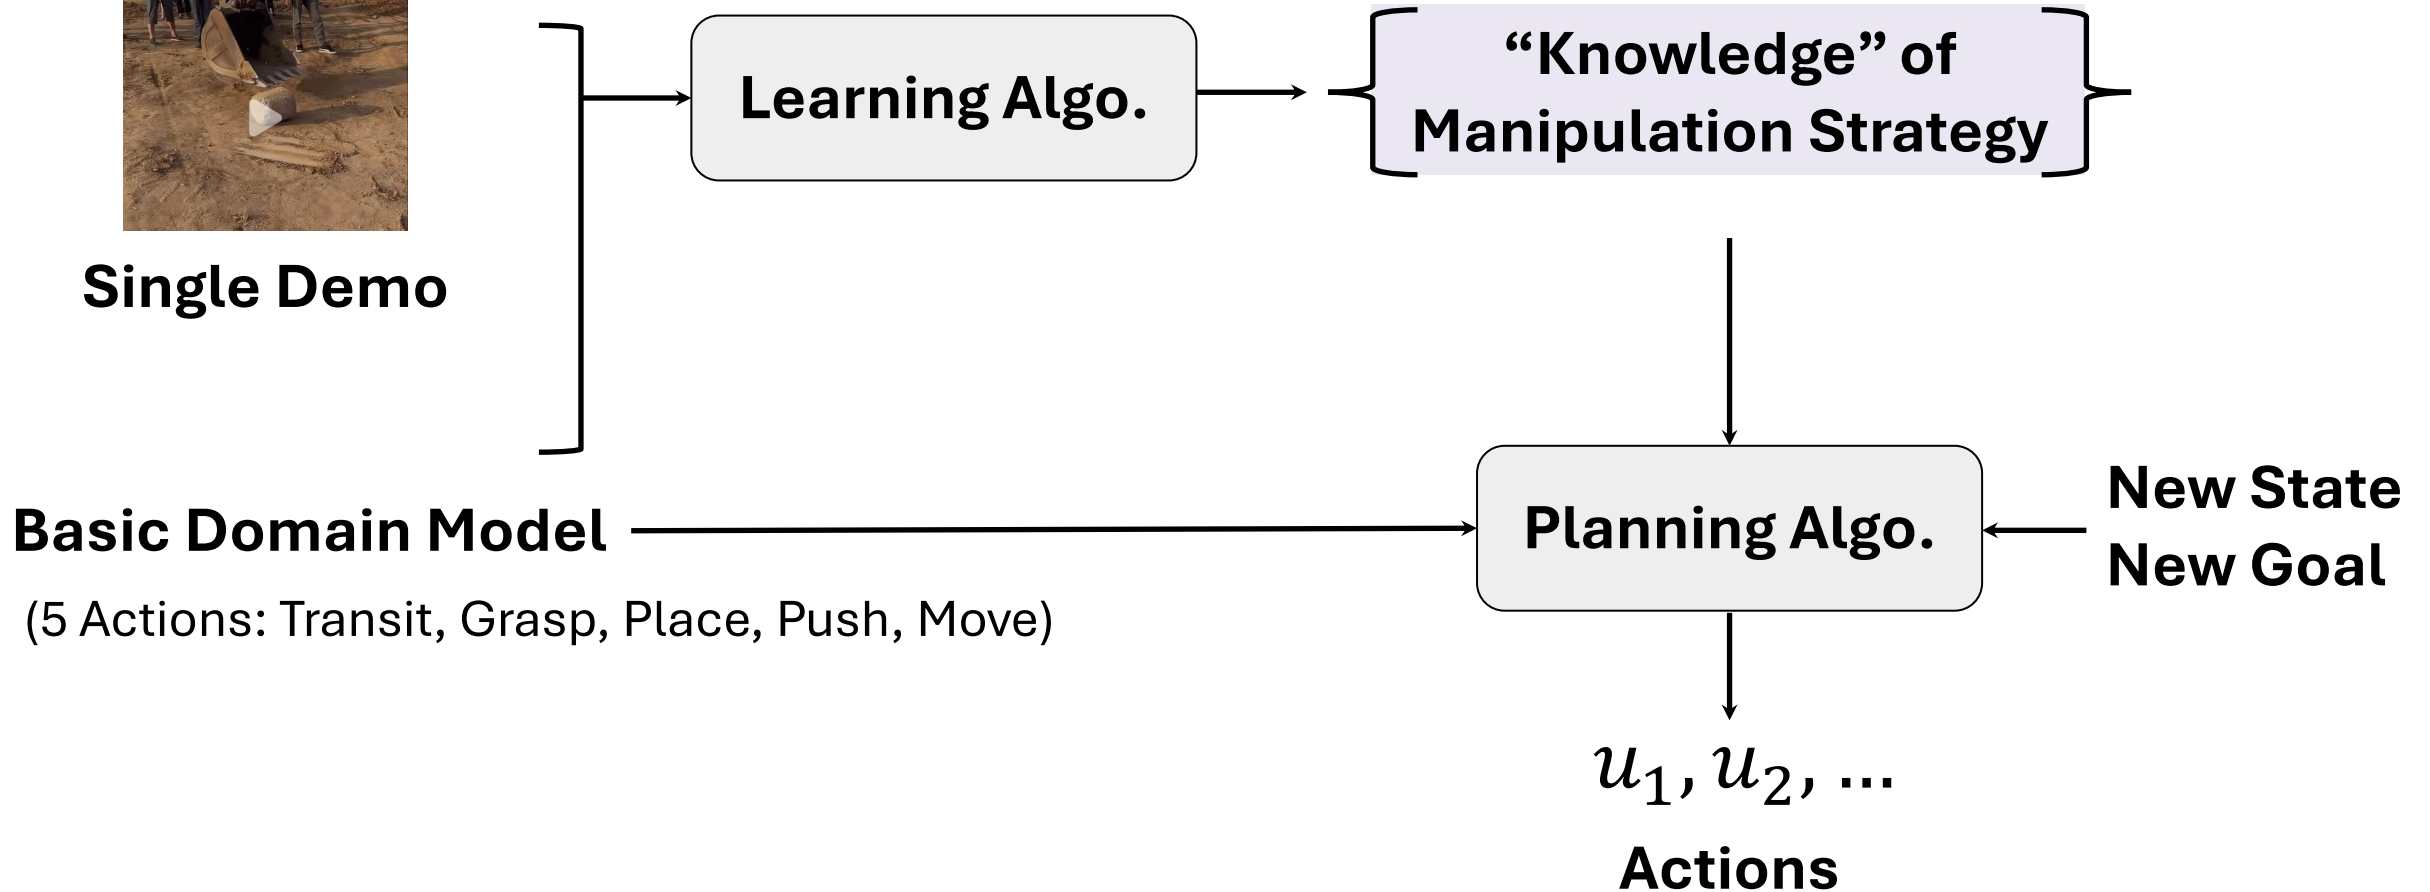 “Knowledge” of
Manipulation Strategy
Learning Algo.
Single Demo
Basic Domain Model
(5 Actions: Transit, Grasp, Place, Push, Move)
Planning Algo.
New State
New Goal
u₁, u₂, ...
Actions